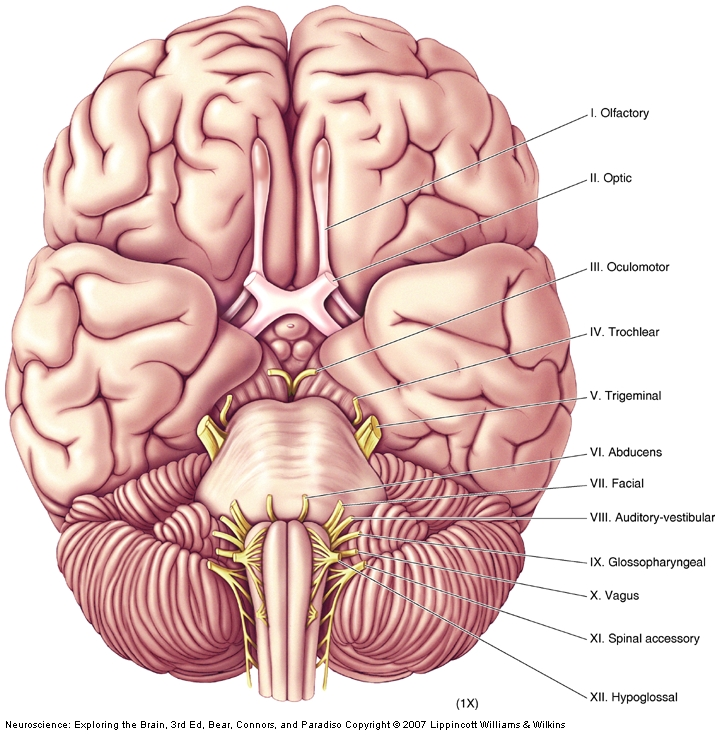 I. Olfactory
II. Optic
III. Oculomotor
IV. Trochlear
V. Trigeminal
VI. Abducens
VII. Facial
VIII. Auditory-vestibular
IX. Glossopharyngeal
X. Vagus
XI. Spinal accessory
XII. Hypoglossal
(1X)
Neuroscience: Exploring the Brain, 3rd Ed, Bear, Connors, and Paradiso Copyright © 2007 Lippincott Williams & Wilkins